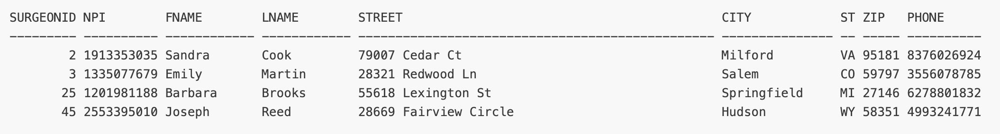 SURGEONID NPI        FNAME        LNAME        STREET                                           CITY            ST ZIP   PHONE
--------- ---------- ------------ ------------ ------------------------------------------------ --------------- -- ----- ----------
        2 1913353035 Sandra       Cook         79007 Cedar Ct                                   Milford         VA 95181 8376026924
        3 1335077679 Emily        Martin       28321 Redwood Ln                                 Salem           CO 59797 3556078785
       25 1201981188 Barbara      Brooks       55618 Lexington St                               Springfield     MI 27146 6278801832
       45 2553395010 Joseph       Reed         28669 Fairview Circle                            Hudson          WY 58351 4993241771